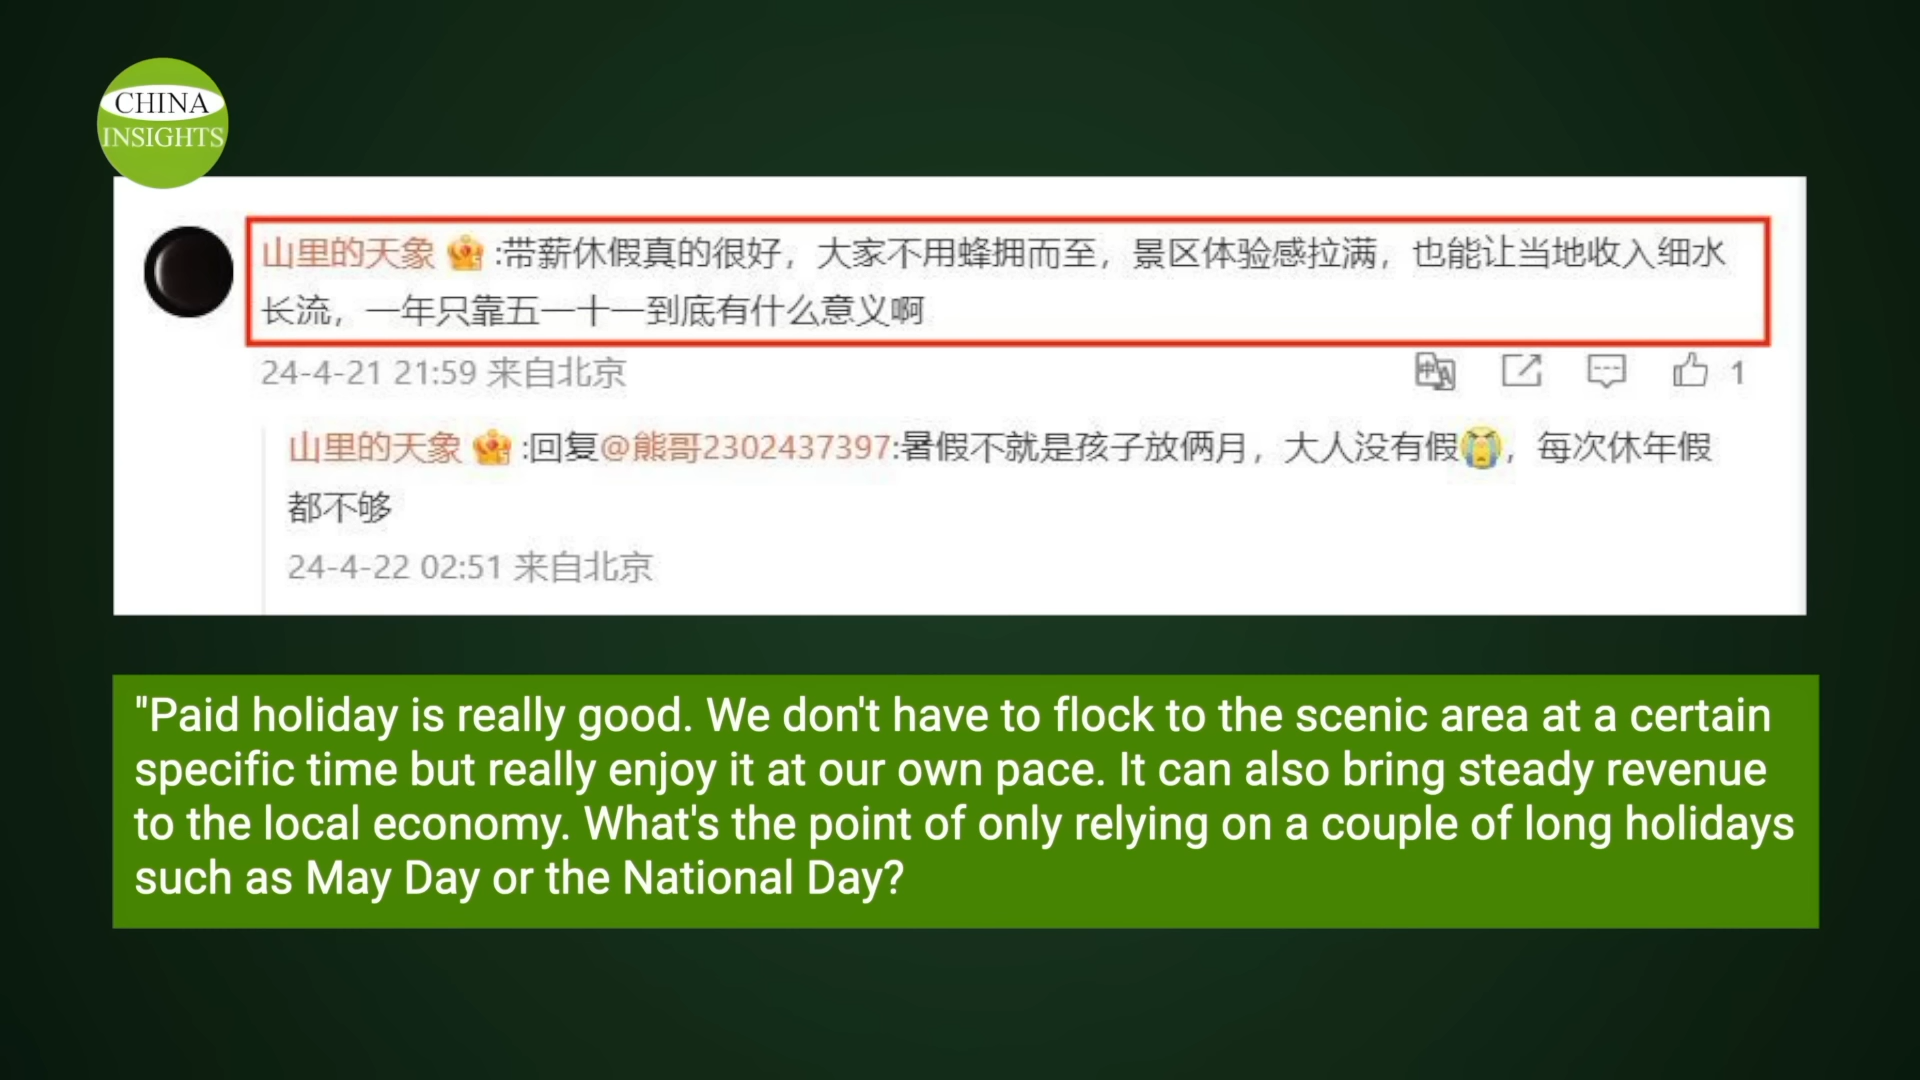 CHINA
INSIGHTS
山里的天象 :带薪休假真的很好，大家不用蜂拥而至，景区体验感拉满，也能让当地收入细水
长流，一年只靠五一十一到底有什么意义啊
24-4-21 21:59 来自北京
1
山里的天象 :回复@熊哥2302437397:暑假不就是孩子放俩月，大人没有假😭，每次休年假
都不够
24-4-22 02:51 来自北京
"Paid holiday is really good. We don't have to flock to the scenic area at a certain
specific time but really enjoy it at our own pace. It can also bring steady revenue
to the local economy. What's the point of only relying on a couple of long holidays
such as May Day or the National Day?